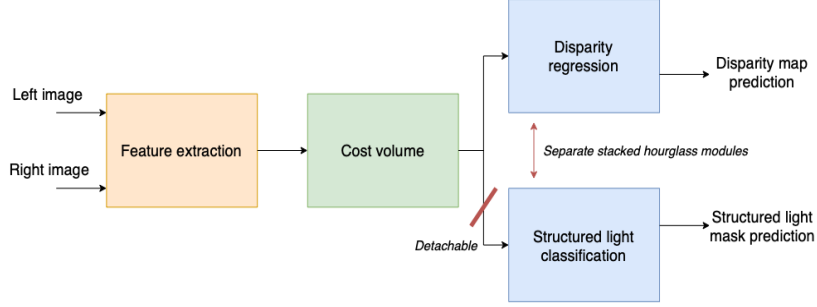 Left image
Right image
Feature extraction
Cost volume
Disparity
regression
Disparity map
prediction
Separate stacked hourglass modules
Detachable
Structured light
classification
Structured light
mask prediction